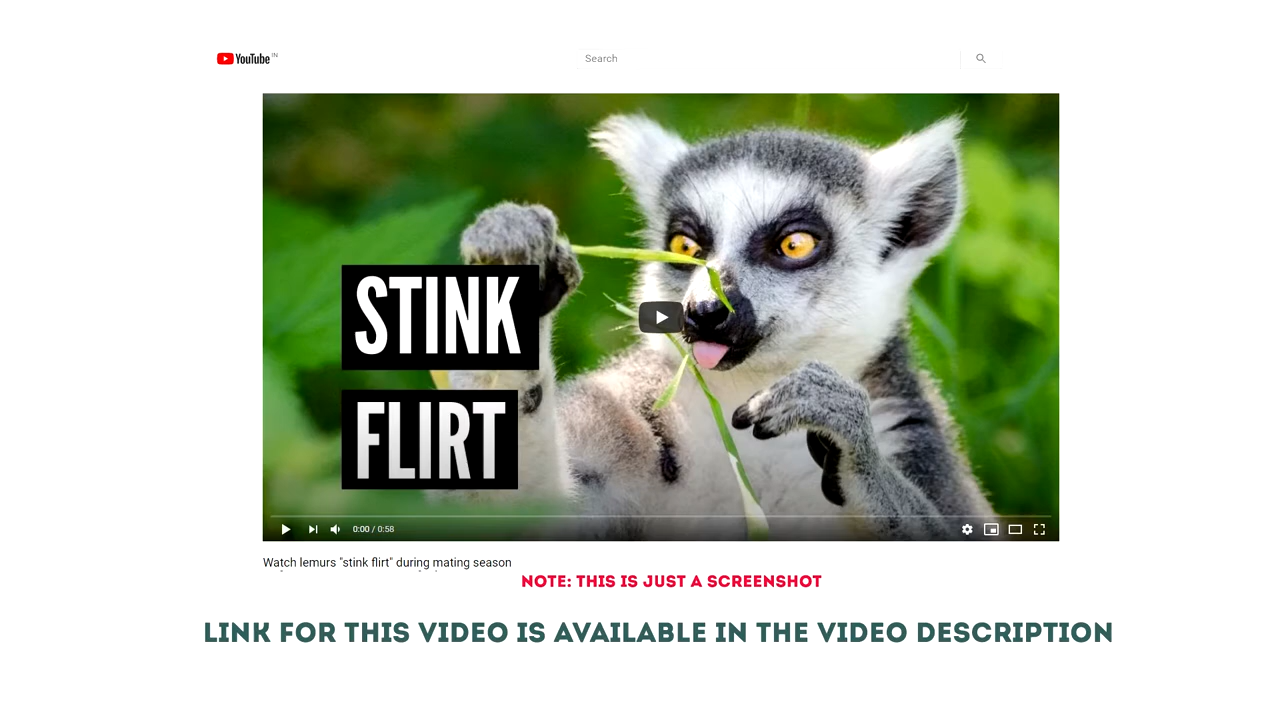 YouTube IN
Search
STINK
FLIRT
0:00 / 0:58
Watch lemurs "stink flirt" during mating season
NOTE: THIS IS JUST A SCREENSHOT
LINK FOR THIS VIDEO IS AVAILABLE IN THE VIDEO DESCRIPTION